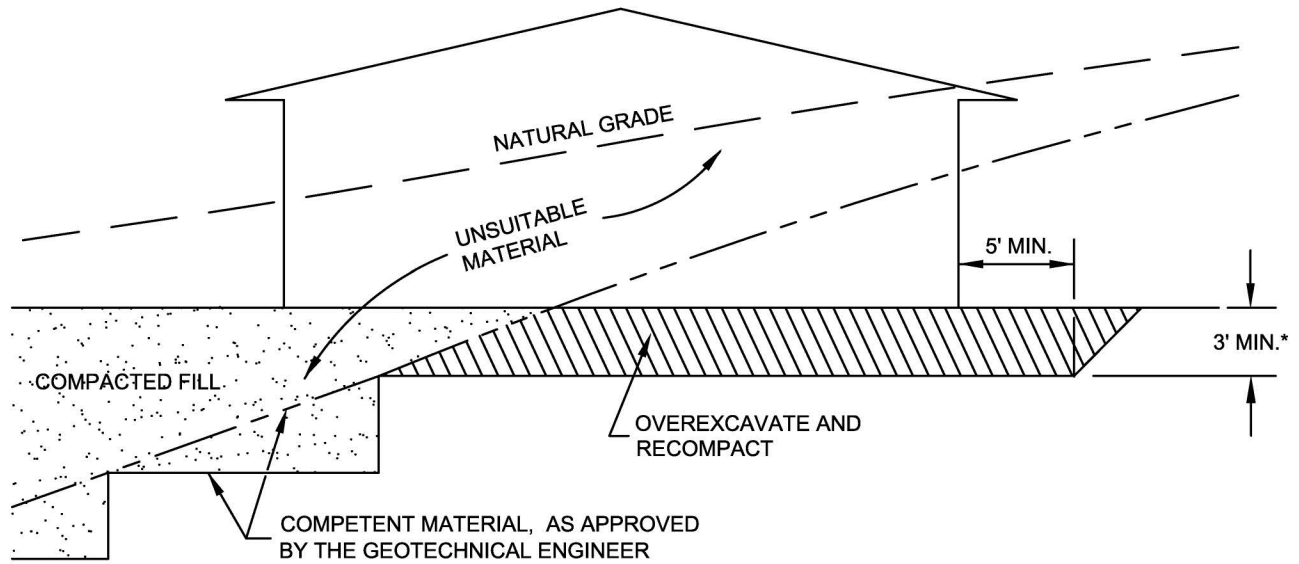 NATURAL GRADE
UNSUITABLE
MATERIAL
5' MIN.
3' MIN.*
COMPACTED FILL
OVEREXCAVATE AND
RECOMPACT
COMPETENT MATERIAL, AS APPROVED
BY THE GEOTECHNICAL ENGINEER